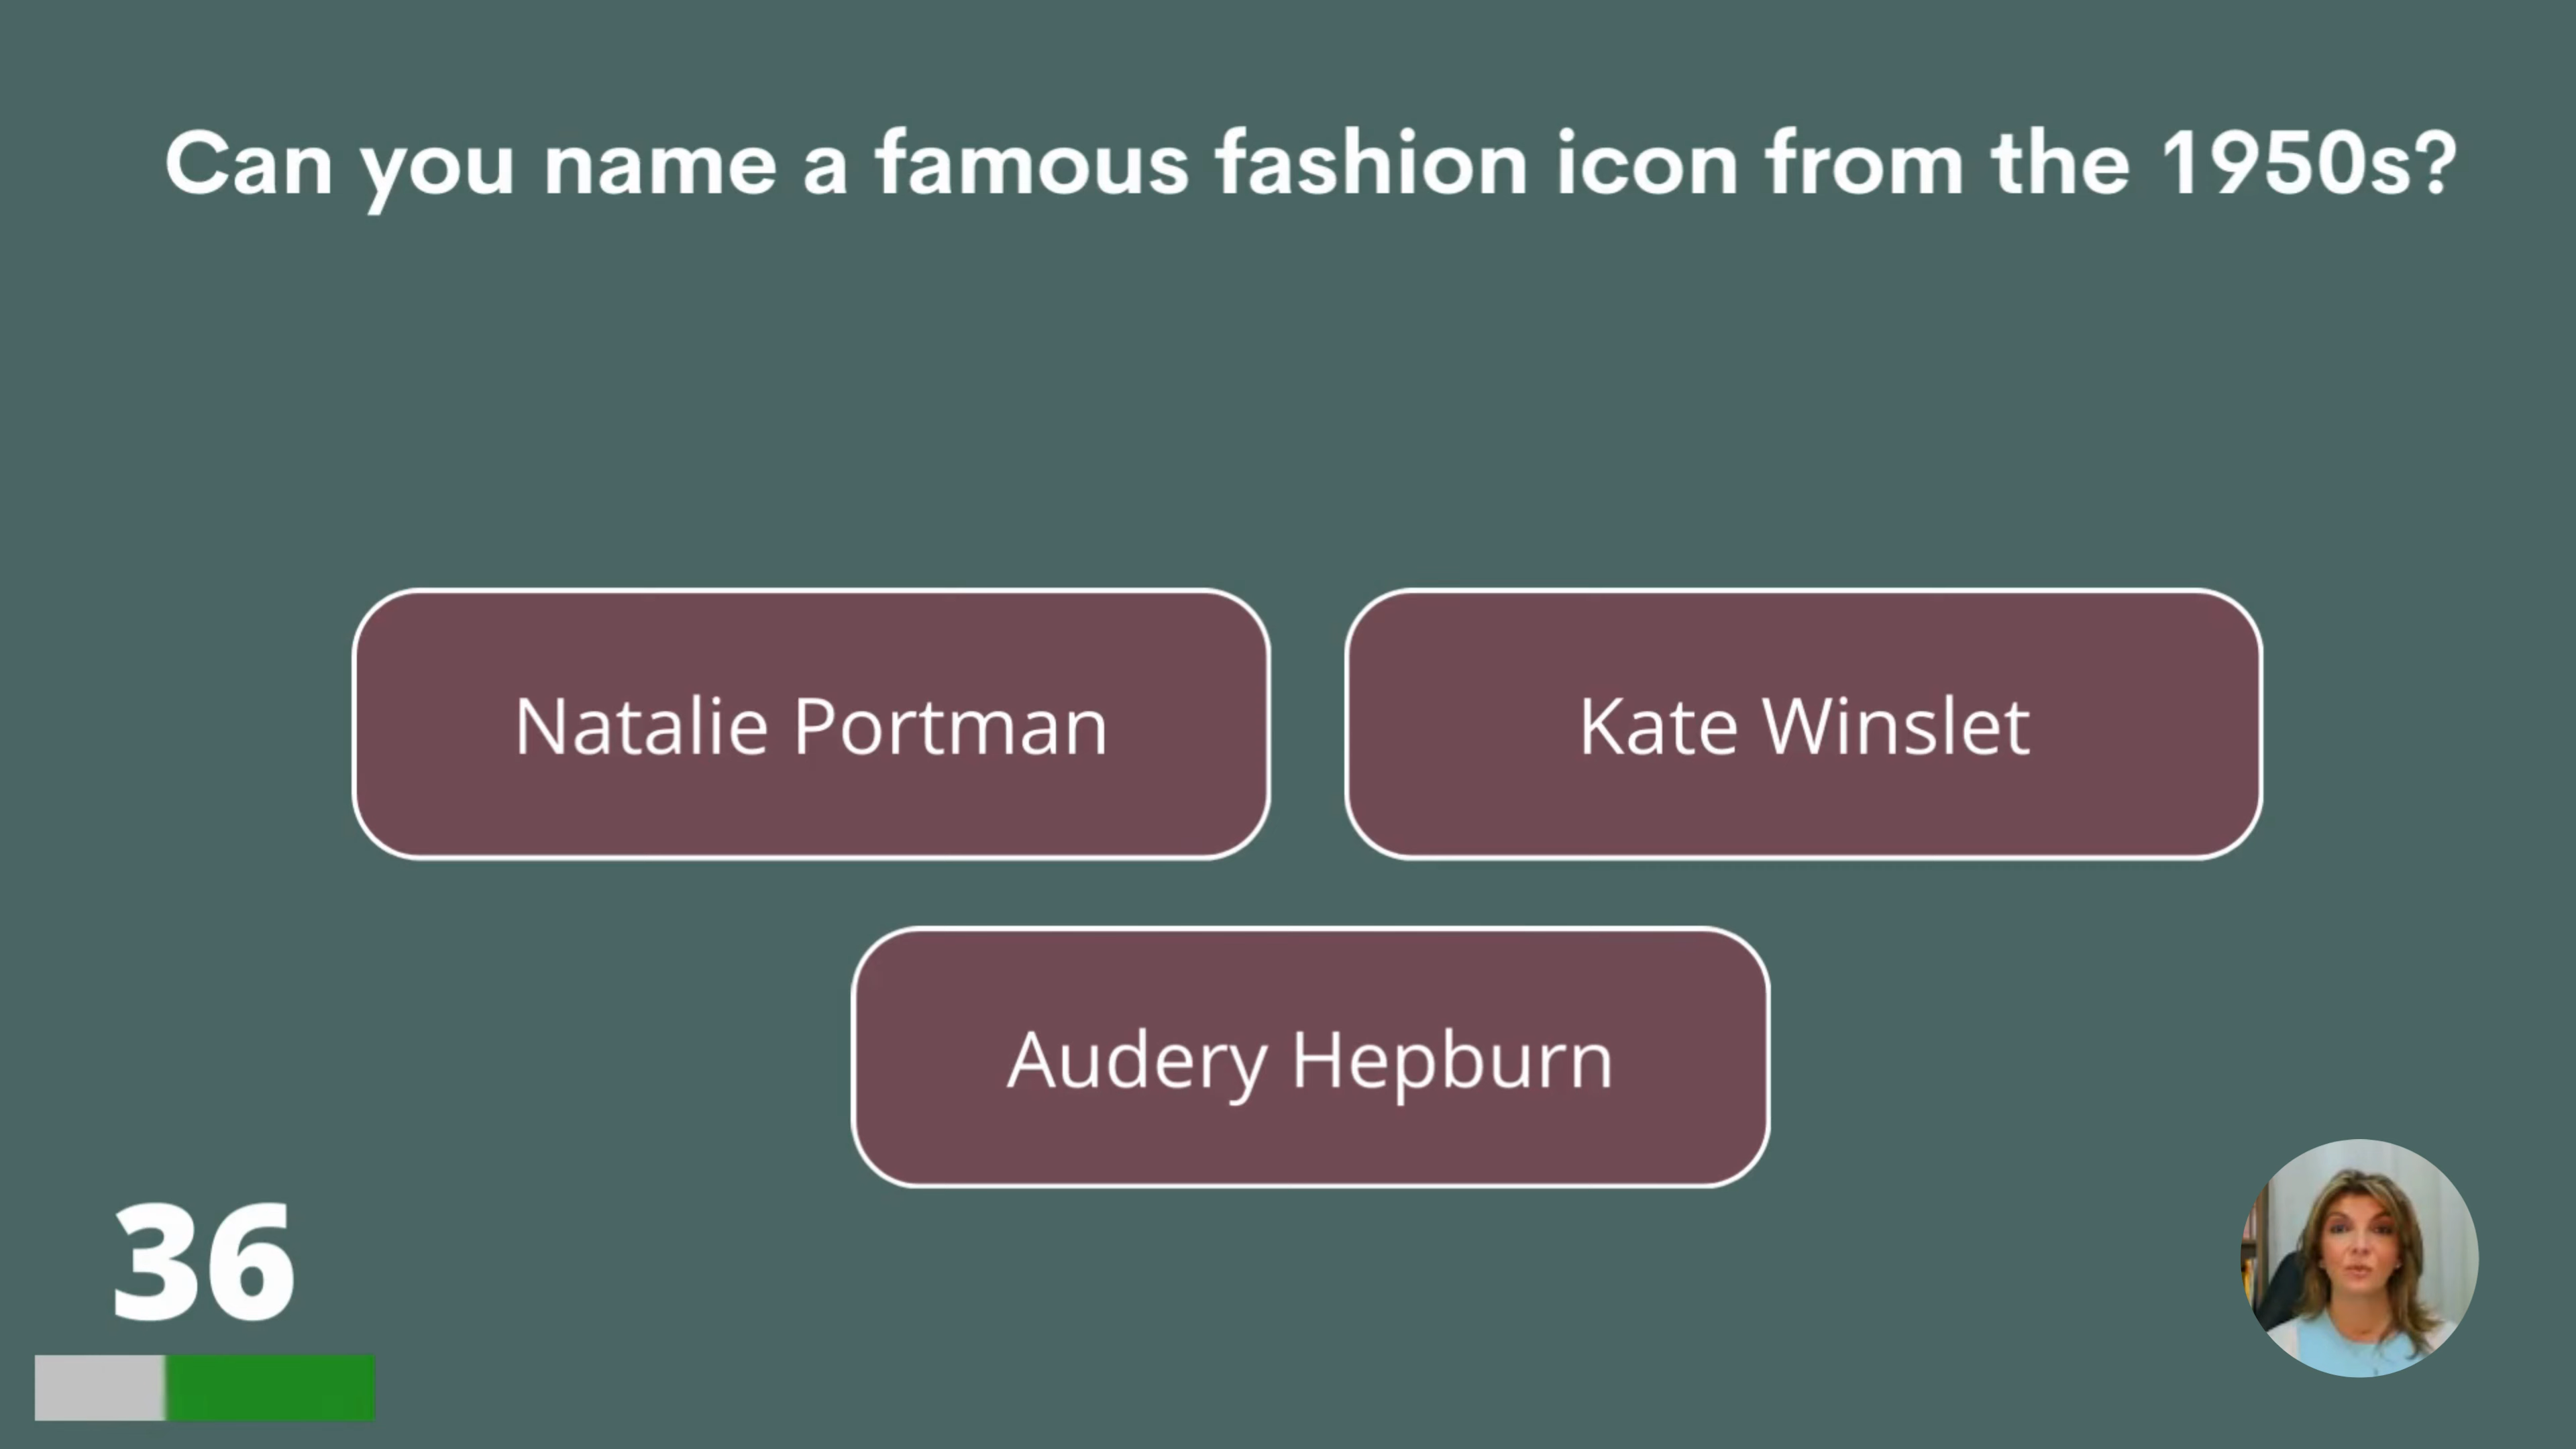 Can you name a famous fashion icon from the 1950s?
Natalie Portman
Kate Winslet
Audery Hepburn
36